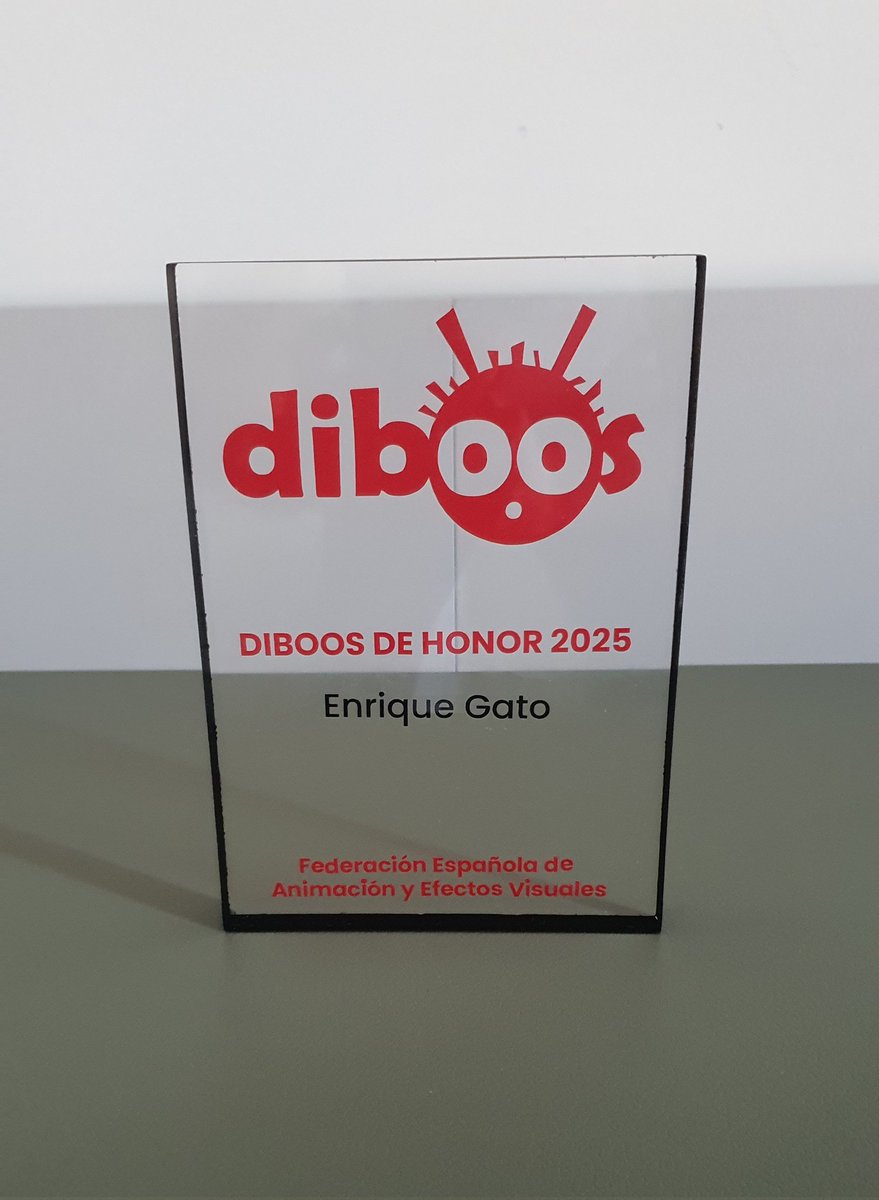 diboos
DIBOOS DE HONOR 2025
Enrique Gato
Federación Española de
Animación y Efectos Visuales